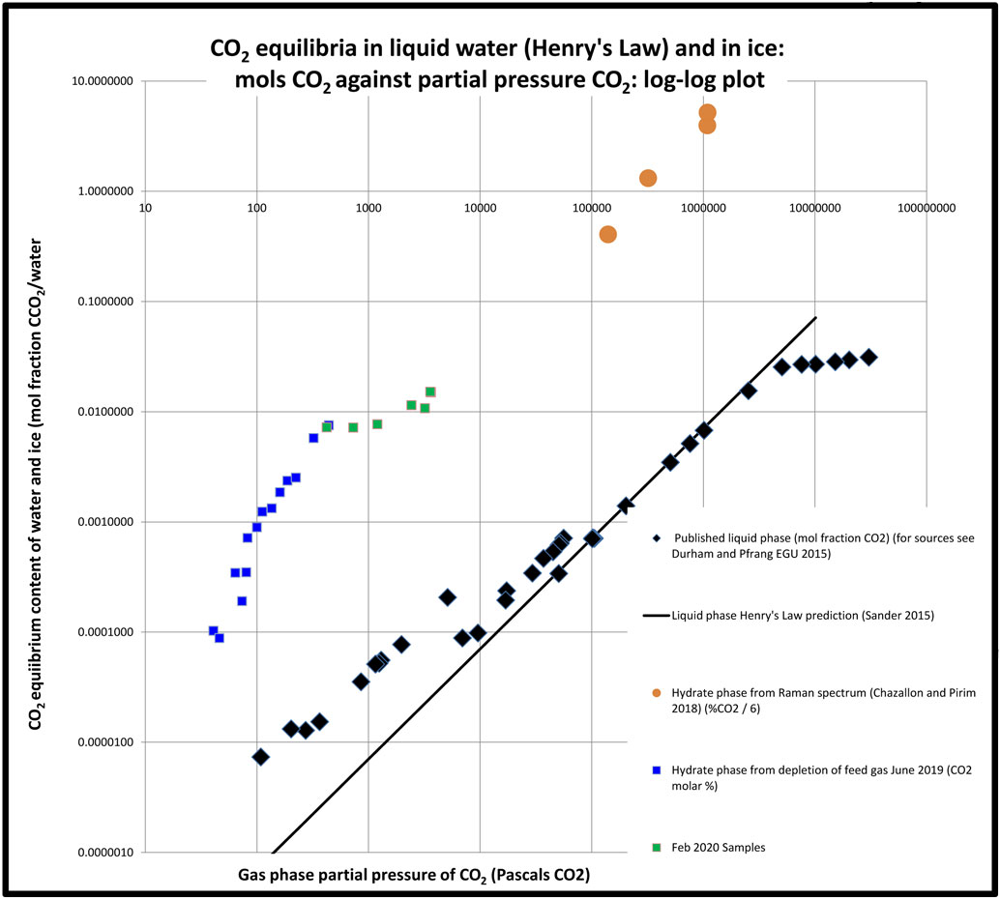 CO2 equilibria in liquid water (Henry's Law) and in ice:
mols CO2 against partial pressure CO2: log-log plot
10.0000000
1.0000000
10 100 1000 10000 100000 1000000 10000000 100000000
0.1000000
0.0100000
0.0010000
0.0001000
0.0000100
0.0000010
CO2 equiibrium content of water and ice (mol fraction CCO2/water
Gas phase partial pressure of CO2 (Pascals CO2)
Published liquid phase (mol fraction CO2) (for sources see
Durham and Pfrang EGU 2015)
Liquid phase Henry's Law prediction (Sander 2015)
Hydrate phase from Raman spectrum (Chazallon and Pirim
2018) (%CO2 / 6)
Hydrate phase from depletion of feed gas June 2019 (CO2
molar %)
Feb 2020 Samples